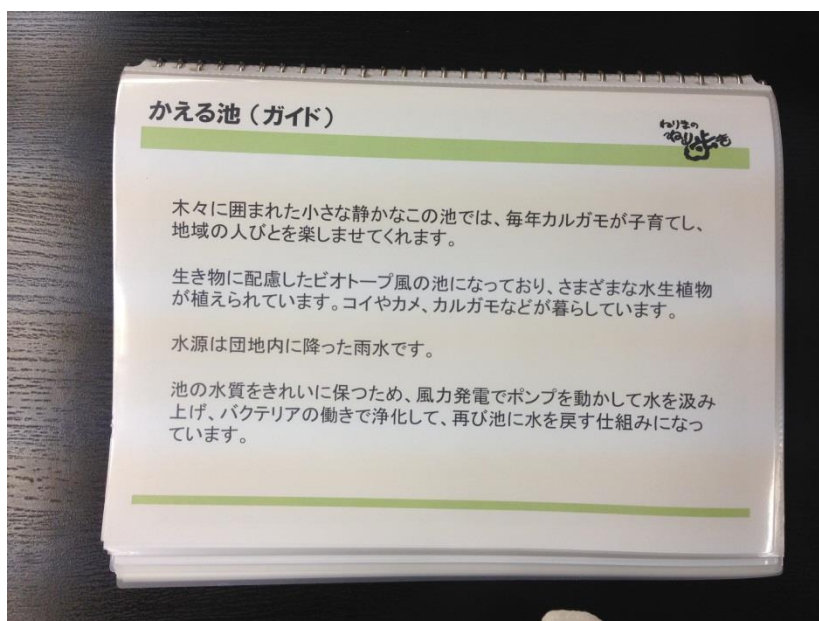 かえる池（ガイド）
ねりまの
木々に囲まれた小さな静かなこの池では、毎年カルガモが子育てし、
地域の人びとを楽しませてくれます。
生き物に配慮したビオトープ風の池になっており、さまざまな水生植物
が植えられています。コイやカメ、カルガモなどが暮らしています。
水源は団地内に降った雨水です。
池の水質をきれいに保つため、風力発電でポンプを動かして水を汲み
上げ、バクテリアの働きで浄化して、再び池に水を戻す仕組みになっ
ています。